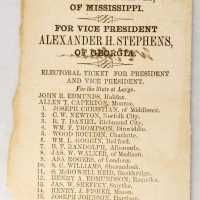 OF MISSISSIPPI.
FOR VICE PRESIDENT
ALEXANDER H. STEPHENS,
OF GEORGIA.
ELECTORAL TICKET FOR PRESIDENT
AND VICE PRESIDENT.
For the State at Large.
JOHN R. EDMUNDS, Halifax.
ALLEN T. CAPERTON, Monroe.
1. JOSEPH CHRISTIAN, of Middlesex.
2. C. W. NEWTON, Norfolk City.
3. R. T. DANIEL, Richmond City.
4. WM. F. THOMPSON, Dinwiddie.
5. WOOD BOULDIN, Charlotte.
6. WM. L. GOGGIN, Bedford.
7. B. F. RANDOLPH, Albemarle.
8. JAS. W. WALKER, of Madison.
9. ASA ROGERS, of Loudoun.
10. S. C. WILLIAMS, Shenandoah.
11. S. McDOWELL REID, Rockbridge.
12. HENRY A. EDMUNDSON, Roanoke.
13. JAS. W. SHEFFEY, Smythe.
14. HENRY J. FISHER, Mason.
15. JOSEPH JOHNSON,